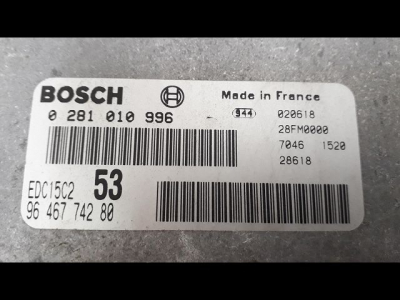 BOSCH
0 281 010 996
Made in France
944 020618
28FM0000
7046 1520
28618
EDC15C2 53
96 467 742 80